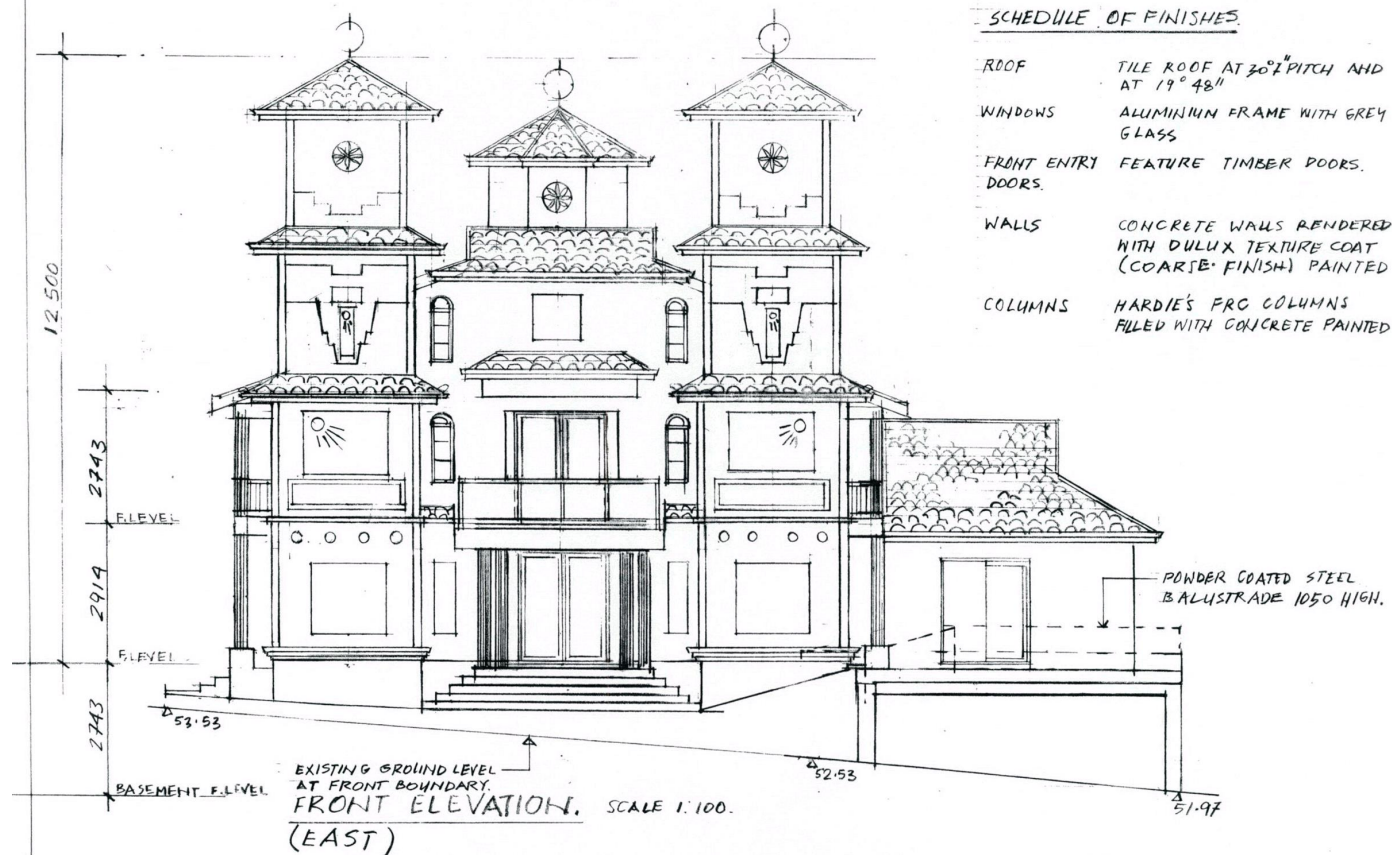 SCHEDULE OF FINISHES.
ROOF TILE ROOF AT PITCH AND
AT 19° 48"
WINDOWS ALUMINIUM FRAME WITH GREY
GLASS
FRONT ENTRY FEATURE TIMBER DOORS.
DOORS.
WALLS CONCRETE WALLS RENDERED
WITH DULUX TEXTURE COAT
(COARSE FINISH) PAINTED
COLUMNS HARDIE'S FRC COLUMNS
FILLED WITH CONCRETE PAINTED
12 500
2743
F.LEVEL
2914
F.LEVEL
2743
BASEMENT F.LEVEL
POWDER COATED STEEL
BALUSTRADE 1050 HIGH.
53.53
52.53
51.97
EXISTING GROUND LEVEL
AT FRONT BOUNDARY.
FRONT ELEVATION. SCALE 1:100.
(EAST)